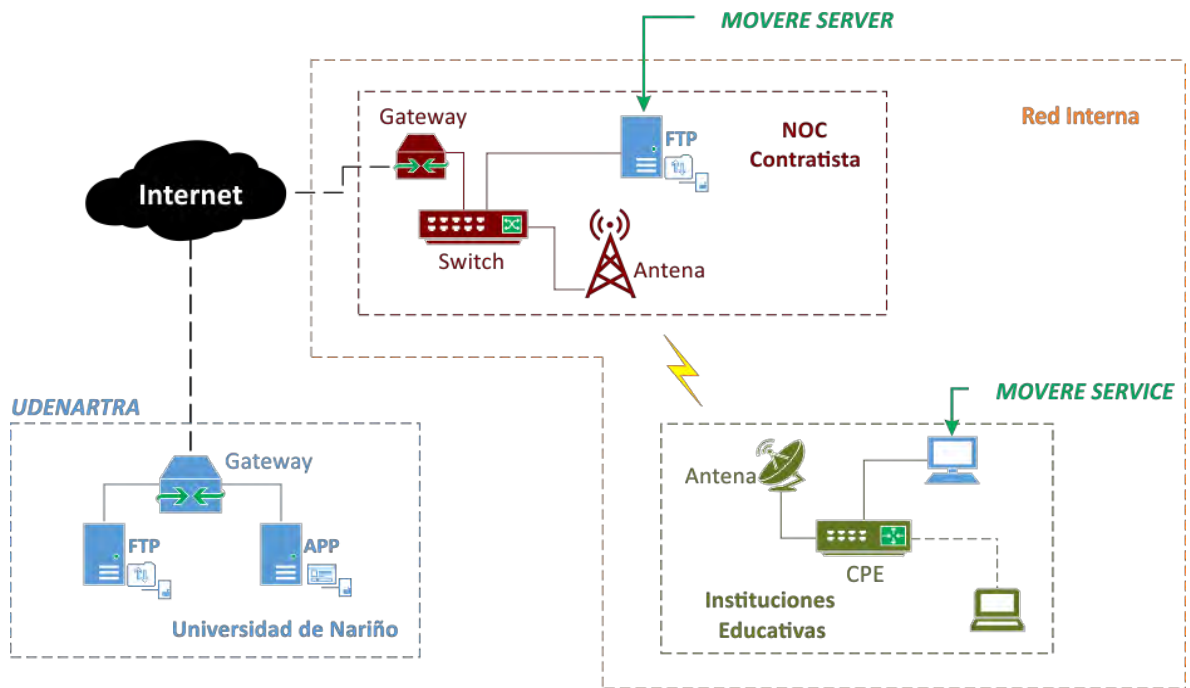 MOVERE SERVER
Red Interna
Gateway
FTP
NOC
Contratista
Internet
Switch
Antena
UDENARTRA
MOVERE SERVICE
Gateway
Antena
FTP
APP
CPE
Instituciones
Educativas
Universidad de Nariño